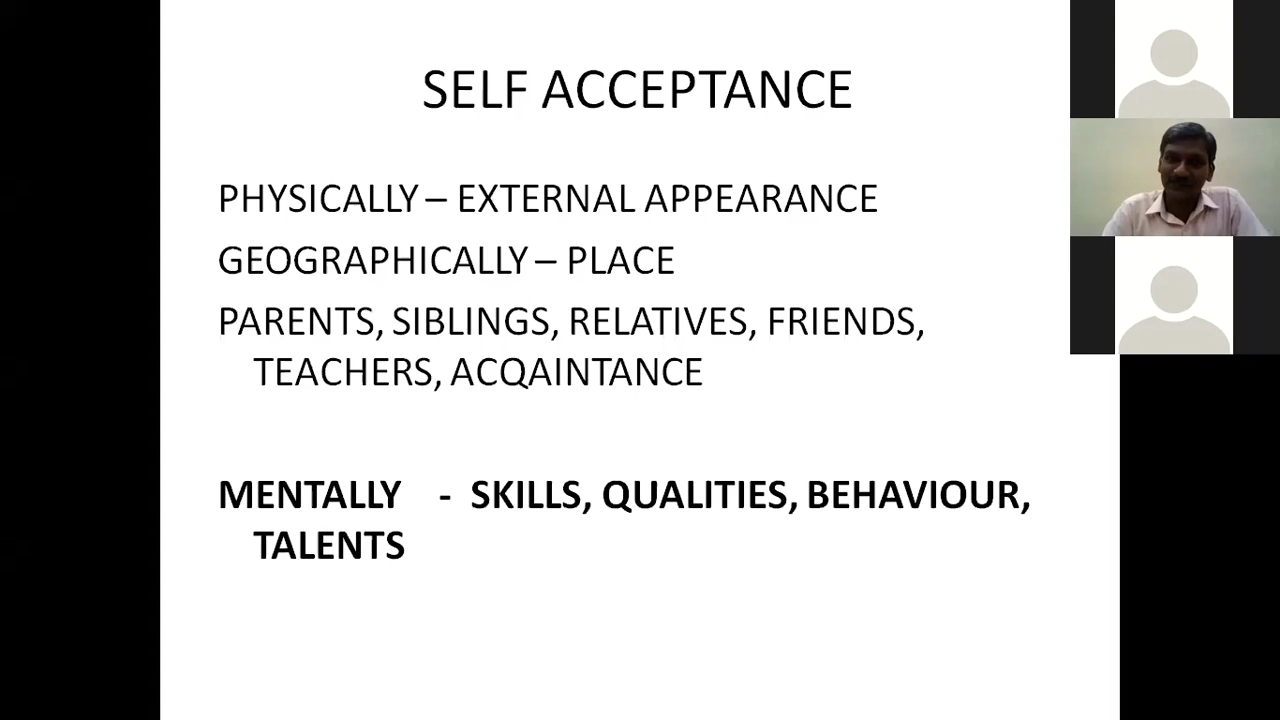 SELF ACCEPTANCE
PHYSICALLY – EXTERNAL APPEARANCE
GEOGRAPHICALLY – PLACE
PARENTS, SIBLINGS, RELATIVES, FRIENDS,
TEACHERS, ACQAINTANCE
MENTALLY - SKILLS, QUALITIES, BEHAVIOUR,
TALENTS